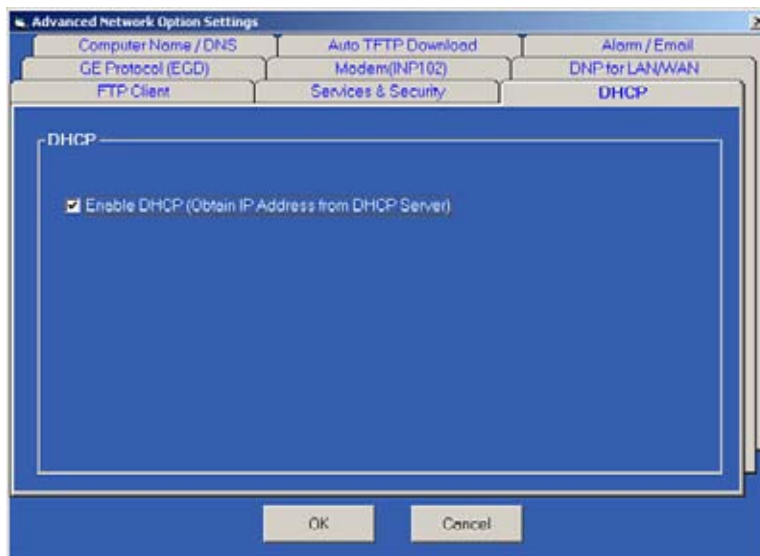 Advanced Network Option Settings
Computer Name / DNS
Auto TFTP Download
Alarm / Email
GE Protocol (EGD)
Modem(INP102)
DNP for LAN/WAN
FTP Client
Services & Security
DHCP
DHCP
Enable DHCP (Obtain IP Address from DHCP Server)
OK
Cancel